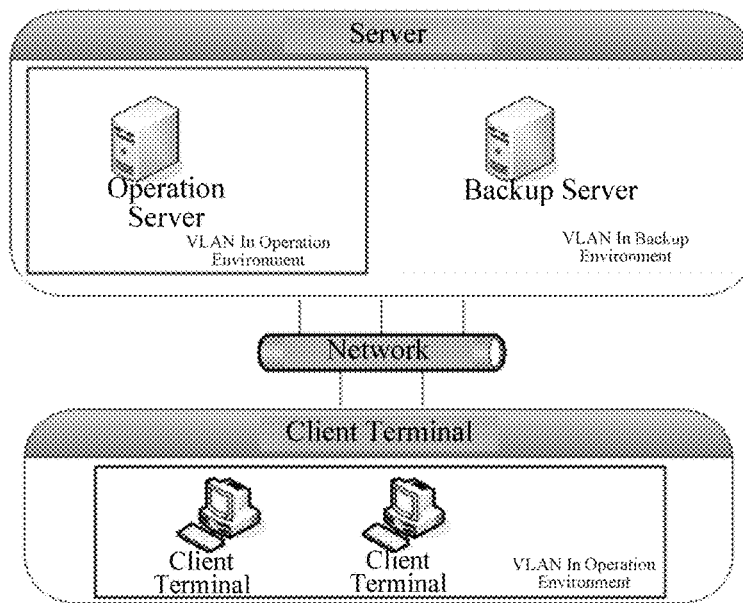 Server
Operation
Server
VLAN In Operation
Environment
Backup Server
VLAN In Backup
Environment
Network
Client Terminal
Client
Terminal
Client
Terminal
VLAN In Operation
Environment